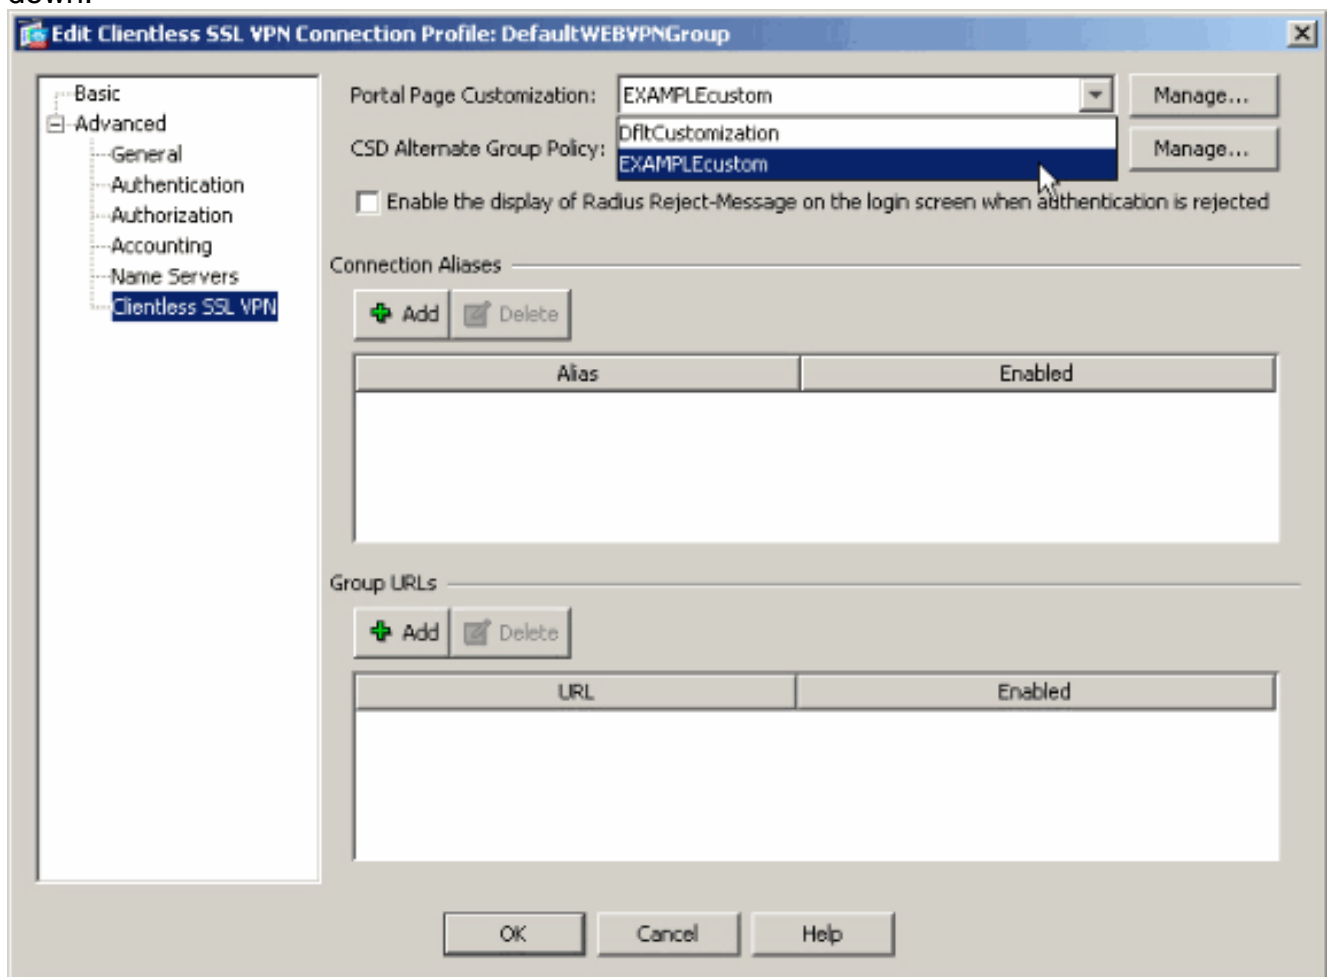 down.
Edit Clientless SSL VPN Connection Profile: DefaultWEBVPNGroup
Basic
Advanced
General
Authentication
Authorization
Accounting
Name Servers
Clientless SSL VPN
Portal Page Customization: EXAMPLEcustom Manage...
DfltCustomization
EXAMPLEcustom
CSD Alternate Group Policy: Manage...
Enable the display of Radius Reject-Message on the login screen when authentication is rejected
Connection Aliases
Add Delete
Alias Enabled
Group URLs
Add Delete
URL Enabled
OK Cancel Help